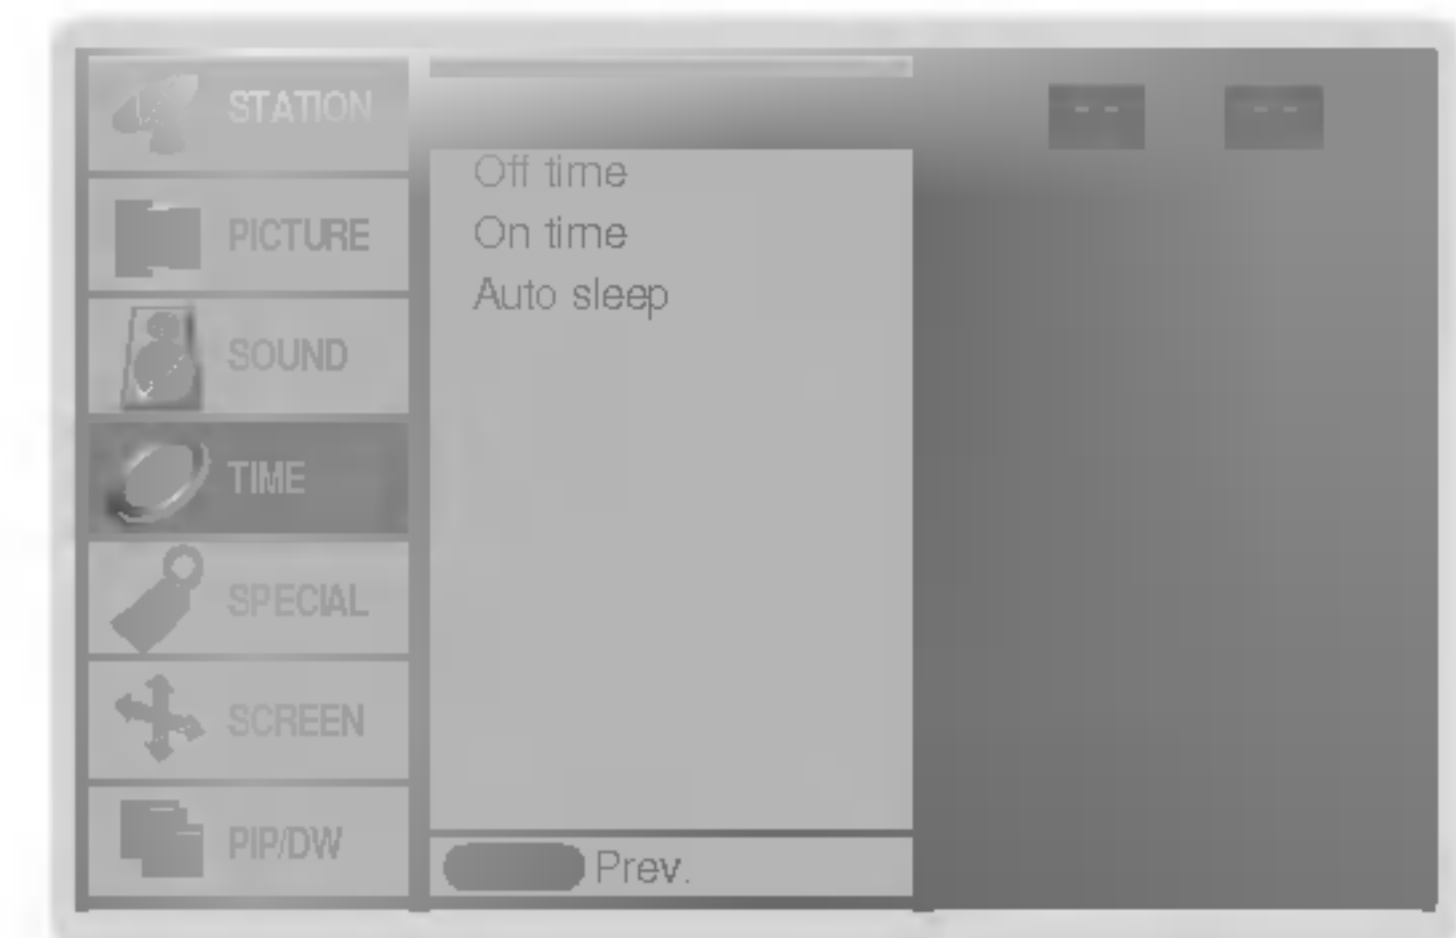 STATION
PICTURE
SOUND
TIME
SPECIAL
SCREEN
PIP/DW
Off time
On time
Auto sleep
Prev.
- -
- -